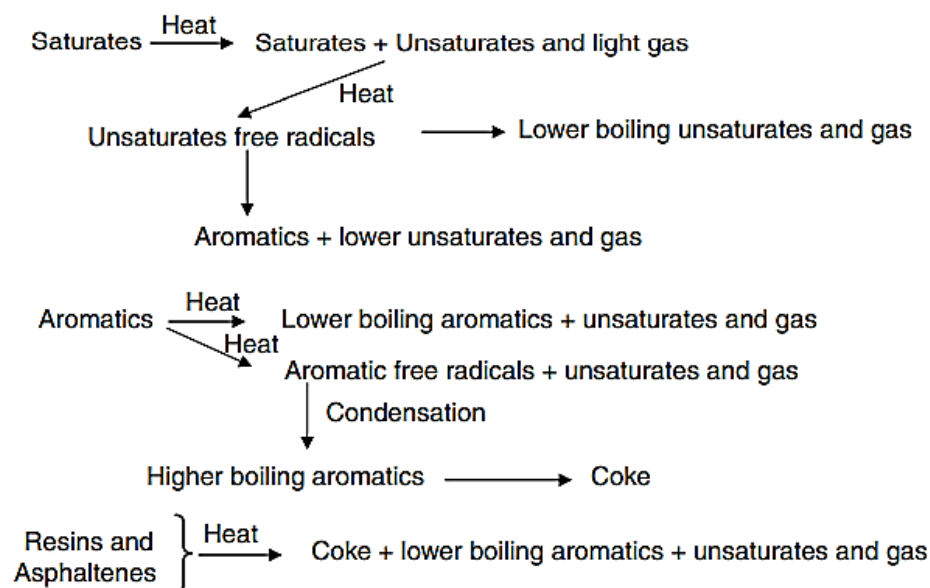 Heat
Saturates Saturates + Unsaturates and light gas
Heat
Unsaturates free radicals Lower boiling unsaturates and gas
Aromatics + lower unsaturates and gas
Heat
Aromatics Lower boiling aromatics + unsaturates and gas
Heat
Aromatic free radicals + unsaturates and gas
Condensation
Higher boiling aromatics Coke
Heat
Resins and
Asphaltenes
Coke + lower boiling aromatics + unsaturates and gas